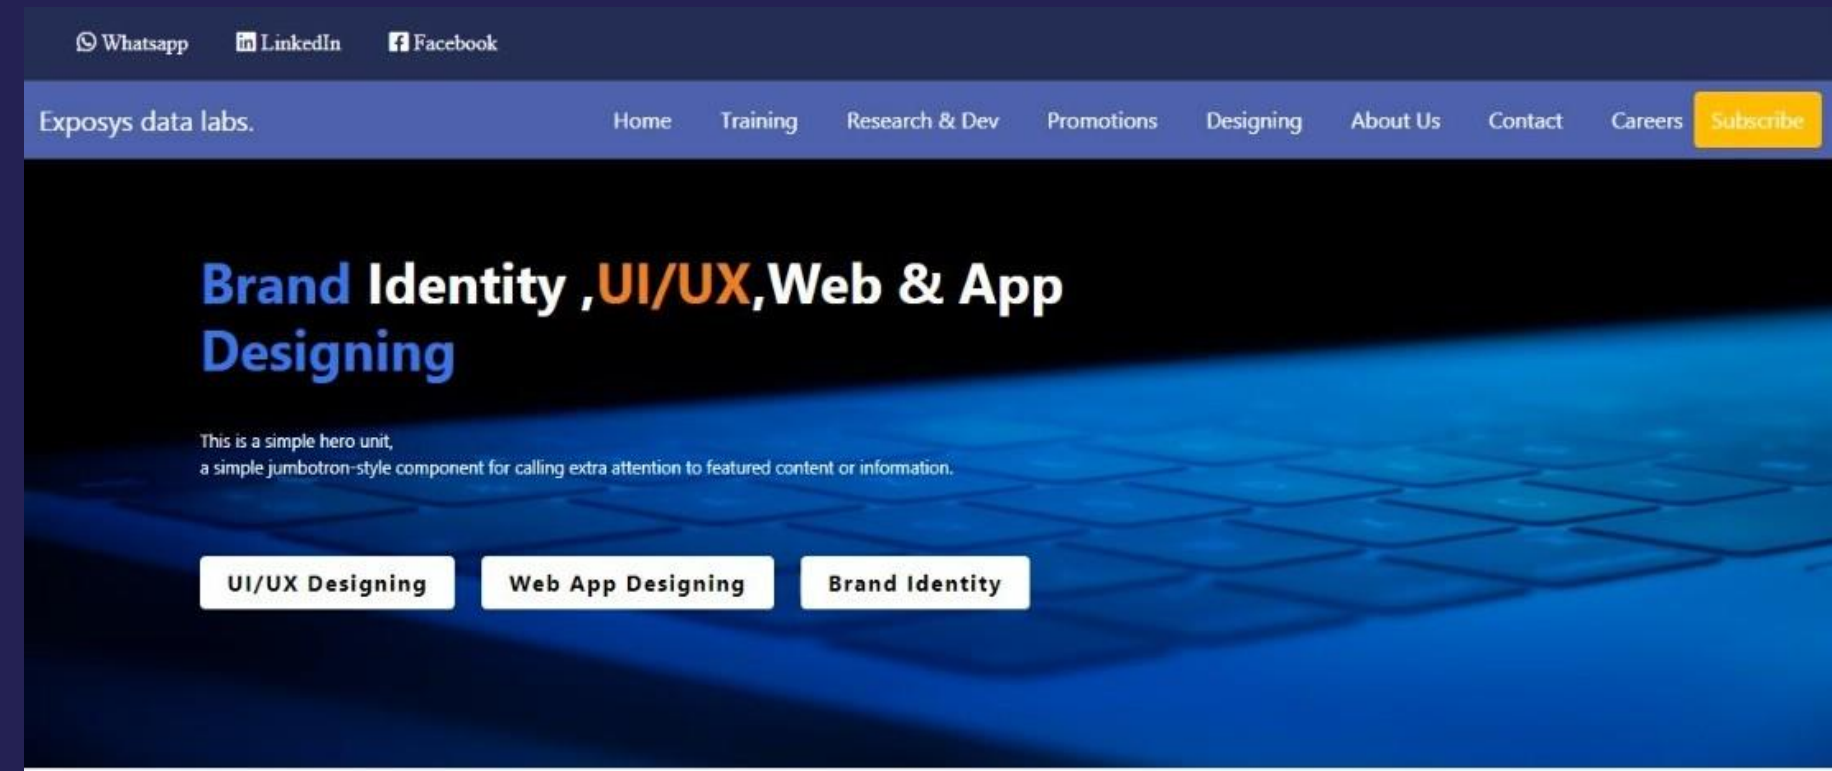 Whatsapp LinkedIn Facebook
Exposys data labs. Home Training Research & Dev Promotions Designing About Us Contact Careers Subscribe
Brand Identity ,UI/UX,Web & App
Designing
This is a simple hero unit,
a simple jumbotron-style component for calling extra attention to featured content or information.
UI/UX Designing Web App Designing Brand Identity